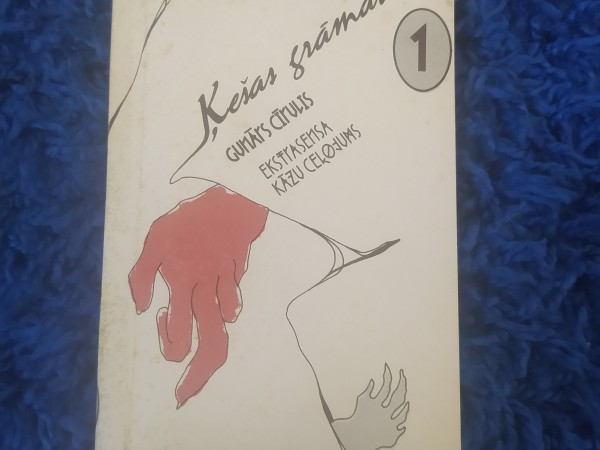 Ķešas grāmat
1
GUNĀRS CĪRULIS
EKSTRASENSA
KĀZU CEĻOJUMS